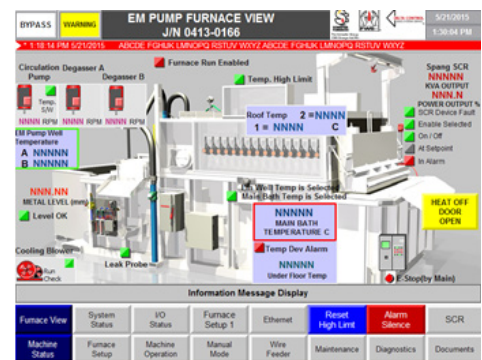 BYPASS
WARNING
EM PUMP FURNACE VIEW
J/N 0413-0166
5/21/2015
1:38:04 PM
* 1:18:14 PM 5/21/2015 ABCDE FGHIJK LMNOPQ RSTUV WXYZ ABCDE FGHIJK LMNOPQ RSTUV WXYZ
Circulation Pump
Degasser A
Degasser B
Furnace Run Enabled
Temp. High Limit
Spang SCR
NNNNN
KVA OUTPUT
NNN.N
POWER OUTPUT %
SCR Device Fault
Enable Selected
On / Off
At Setpoint
In Alarm
Temp. S/W
NNNN RPM NNNN RPM NNNN RPM
Roof Temp 2 =NNNN
1 = NNNN C
EM Pump Well
Temperature
A NNNNN
B NNNNN
Well Temp is Selected
Main Bath Temp is Selected
NNN.NN
METAL LEVEL (mm)
Level OK
NNNNN
MAIN BATH
TEMPERATURE C
HEAT OFF
DOOR
OPEN
Temp Dev Alarm
NNNNN
Under Floor Temp
Cooling Blower
Run
Check
Leak Probe
E-Stop(by Main)
Information Message Display
Furnace View
System Status
I/O Status
Furnace Setup 1
Ethernet
Reset High Limt
Alarm Silence
SCR
Machine Status
Furnace Setup
Machine Operation
Manual Mode
Wire Feeder
Maintenance
Diagnostics
Documents